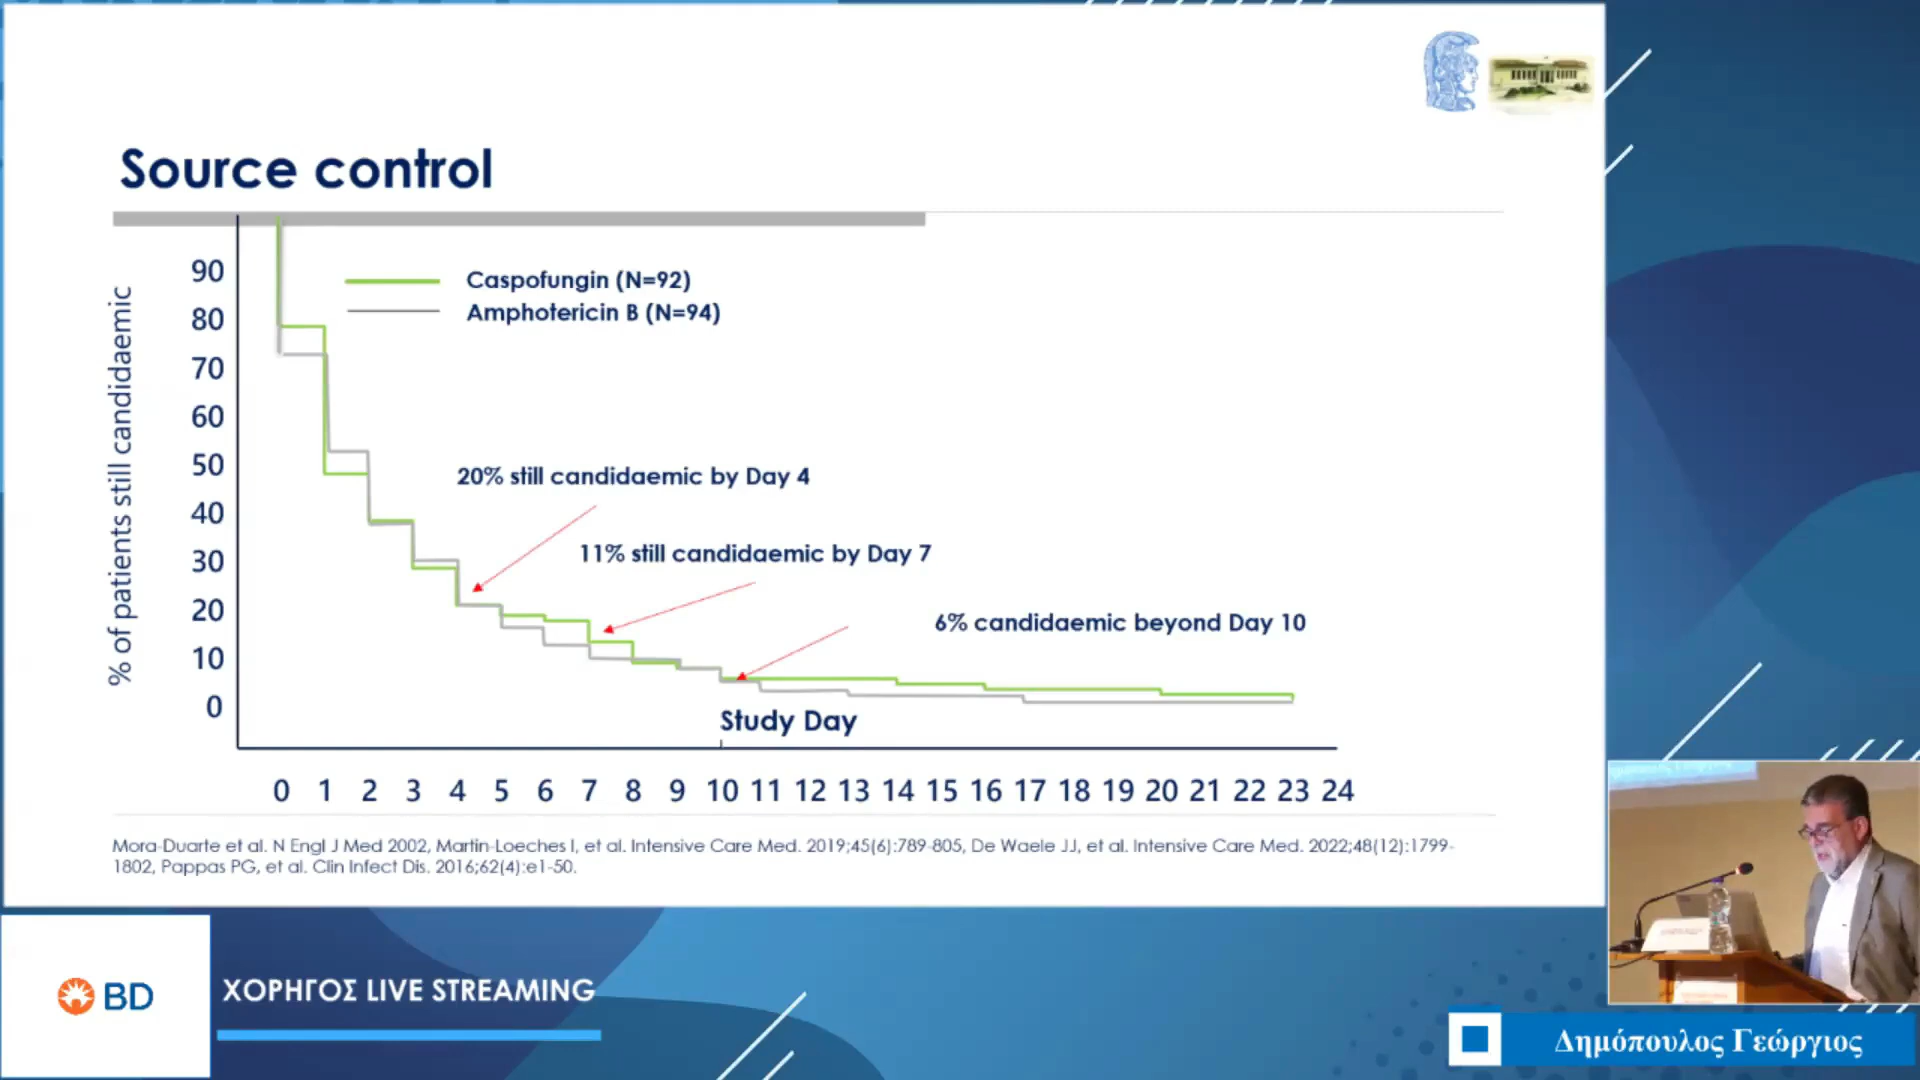 Source control
% of patients still candidaemic
90
80
70
60
50
40
30
20
10
0
Caspofungin (N=92)
Amphotericin B (N=94)
20% still candidaemic by Day 4
11% still candidaemic by Day 7
6% candidaemic beyond Day 10
Study Day
0 1 2 3 4 5 6 7 8 9 10 11 12 13 14 15 16 17 18 19 20 21 22 23 24
Mora-Duarte et al. N Engl J Med 2002, Martin-Loeches I, et al. Intensive Care Med. 2019;45(6):789-805, De Waele JJ, et al. Intensive Care Med. 2022;48(12):1799-
1802, Pappas PG, et al. Clin Infect Dis. 2016;62(4):e1-50.
BD
ΧΟΡΗΓΟΣ LIVE STREAMING
Δημόπουλος Γεώργιος